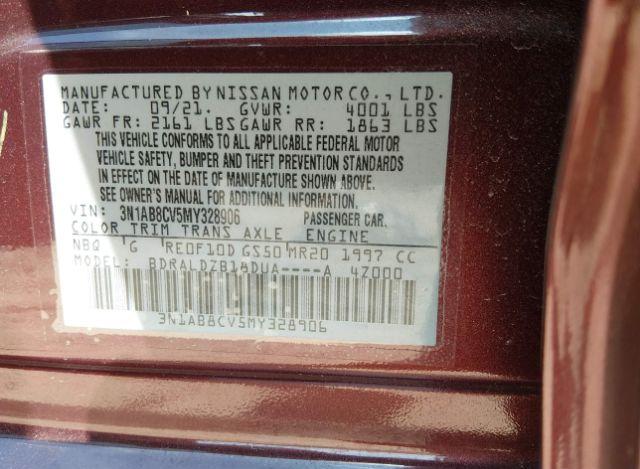 MANUFACTURED BY NISSAN MOTOR CO., LTD.
DATE: 09/21. GVWR: 4001 LBS
GAWR FR: 2161 LBS GAWR RR: 1863 LBS
THIS VEHICLE CONFORMS TO ALL APPLICABLE FEDERAL MOTOR
VEHICLE SAFETY, BUMPER AND THEFT PREVENTION STANDARDS
IN EFFECT ON THE DATE OF MANUFACTURE SHOWN ABOVE.
SEE OWNER'S MANUAL FOR ADDITIONAL INFORMATION.
VIN: 3N1AB8CV5MY328906 PASSENGER CAR.
COLOR TRIM TRANS AXLE ENGINE
NBQ G RE0F10D GS50 MR20 1997 CC
MODEL: BDRALDZB18DUA----A 47000
3N1AB8CV5MY328906